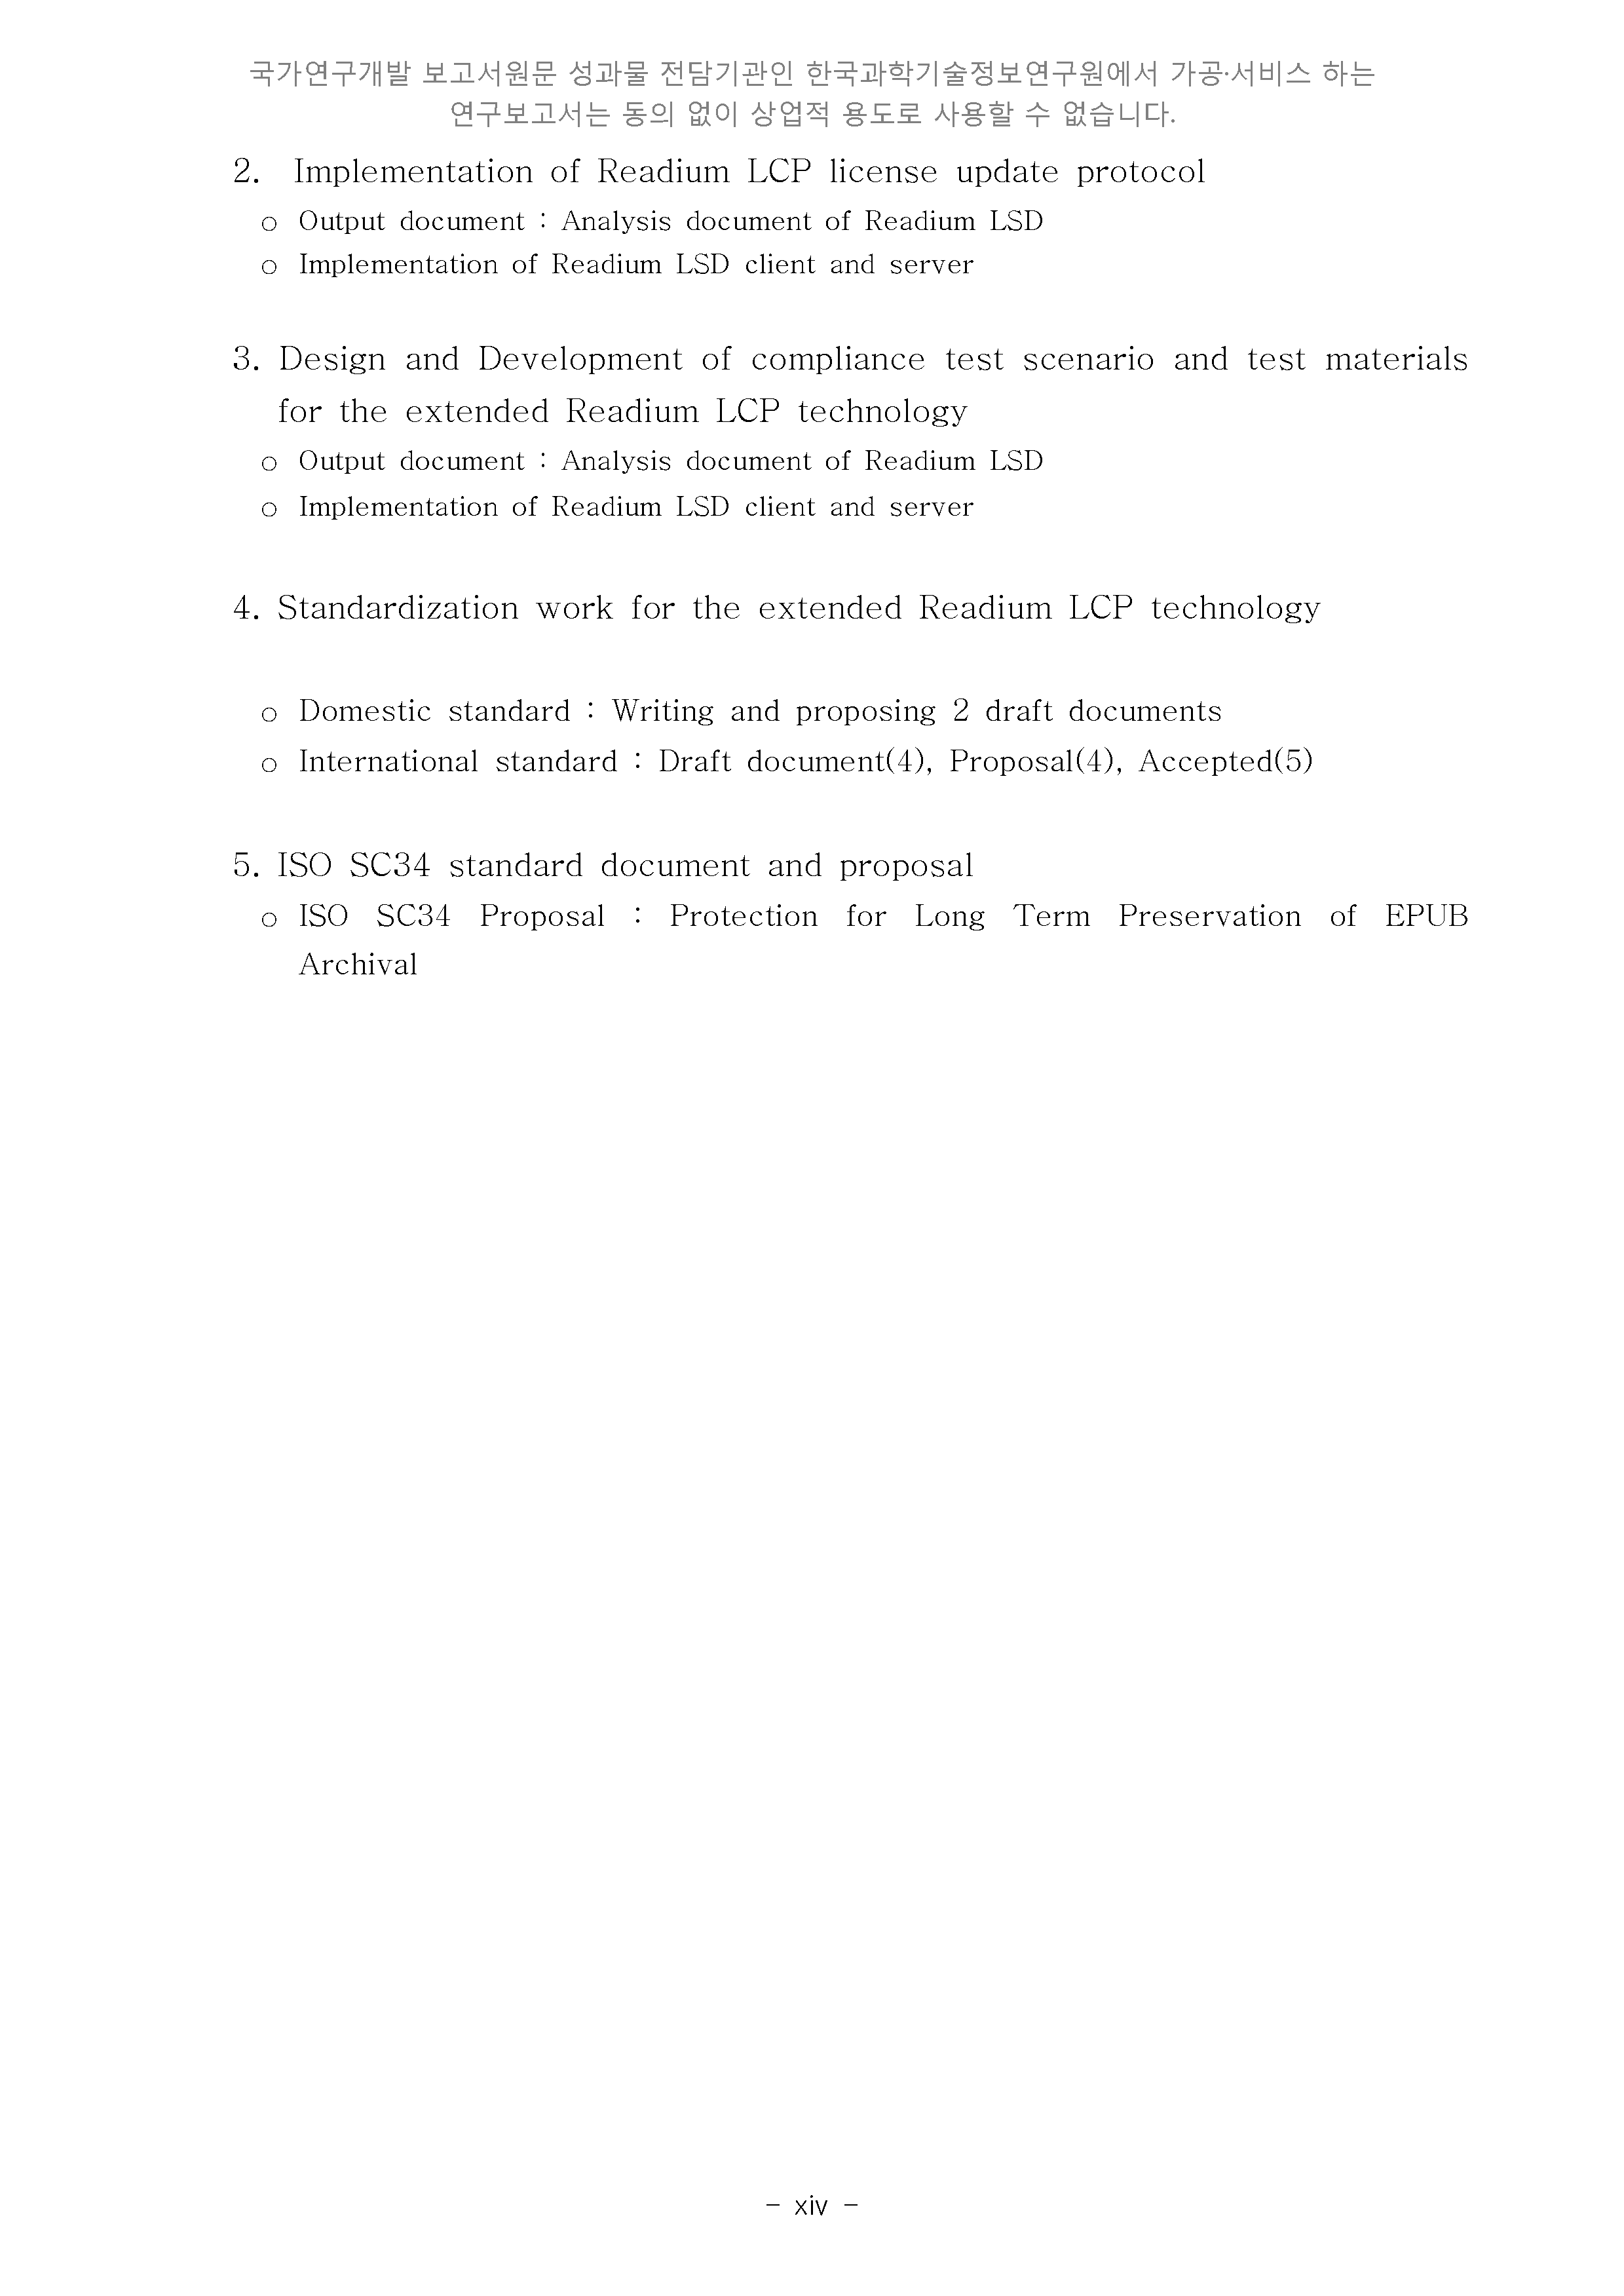 국가연구개발 보고서원문 성과물 전담기관인 한국과학기술정보연구원에서 가공·서비스 하는
연구보고서는 동의 없이 상업적 용도로 사용할 수 없습니다.
2. Implementation of Readium LCP license update protocol
○ Output document : Analysis document of Readium LSD
○ Implementation of Readium LSD client and server
3. Design and Development of compliance test scenario and test materials
for the extended Readium LCP technology
○ Output document : Analysis document of Readium LSD
○ Implementation of Readium LSD client and server
4. Standardization work for the extended Readium LCP technology
○ Domestic standard : Writing and proposing 2 draft documents
○ International standard : Draft document(4), Proposal(4), Accepted(5)
5. ISO SC34 standard document and proposal
○ ISO SC34 Proposal : Protection for Long Term Preservation of EPUB
Archival
- xiv -